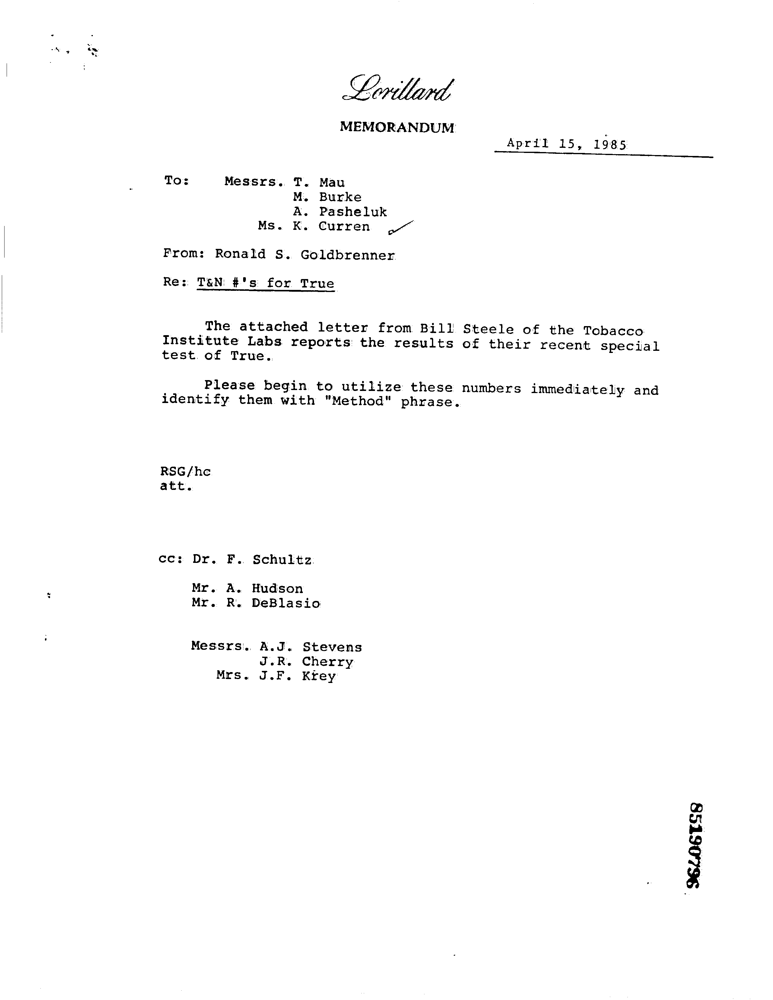 Lorillard
MEMORANDUM
April 15, 1985
To: Messrs. T. Mau
M. Burke
A. Pasheluk
Ms. K. Curren
From: Ronald S. Goldbrenner
Re: T&N #'s for True
The attached letter from Bill Steele of the Tobacco
Institute Labs reports the results of their recent special
test of True.
Please begin to utilize these numbers immediately and
identify them with "Method" phrase.
RSG/hc
att.
cc: Dr. F. Schultz
Mr. A. Hudson
Mr. R. DeBlasio
Messrs. A.J. Stevens
J.R. Cherry
Mrs. J.F. Krey
85190796